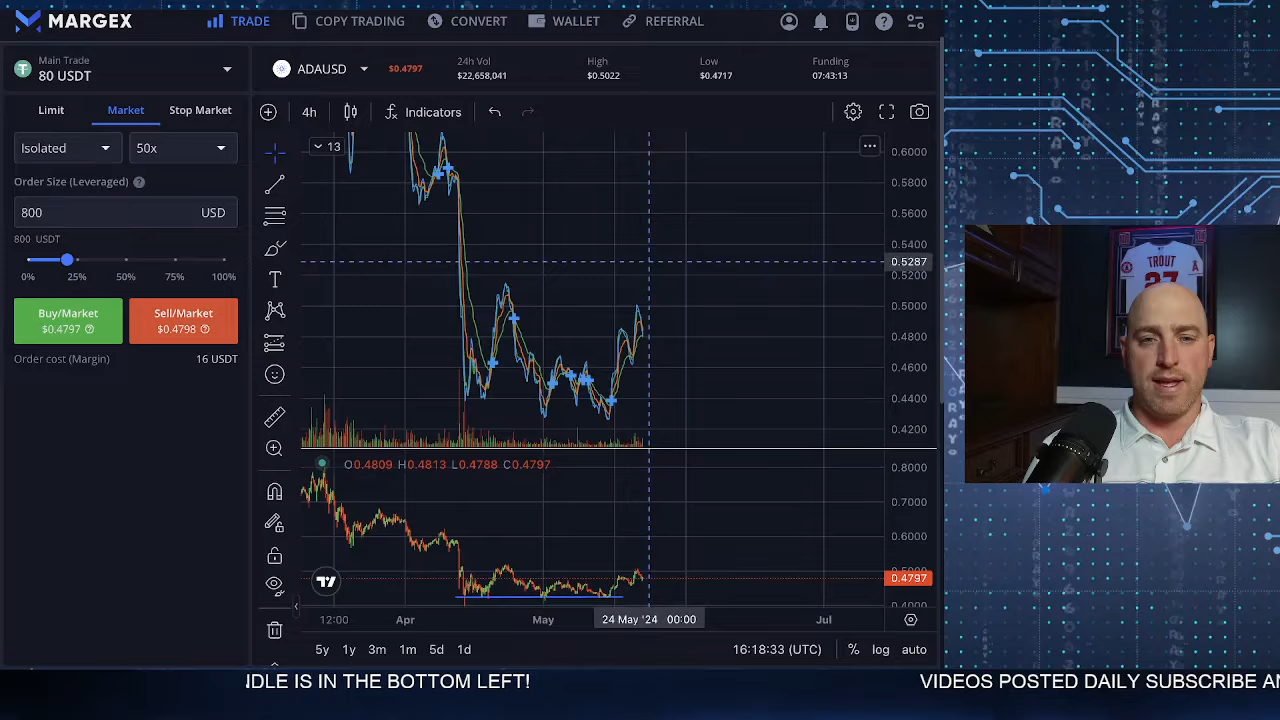 MARGEX
TRADE
COPY TRADING
CONVERT
WALLET
REFERRAL
Main Trade
80 USDT
ADAUSD
$0.4797
24h Vol
$22,658,041
High
$0.5022
Low
$0.4717
Funding
07:43:13
Limit
Market
Stop Market
4h
Indicators
Isolated
50x
Order Size (Leveraged)
800
USD
800 USDT
0%
25%
50%
75%
100%
Buy/Market
$0.4797
Sell/Market
$0.4798
Order cost (Margin)
16 USDT
13
0.6000
0.5800
0.5600
0.5400
0.5287
0.5200
0.5000
0.4800
0.4600
0.4400
0.4200
O0.4809 H0.4813 L0.4788 C0.4797
0.8000
0.7000
0.6000
0.4797
12:00
Apr
May
24 May '24 00:00
Jul
5y
1y
3m
1m
5d
1d
16:18:33 (UTC)
%
log
auto
TROUT
27
NDLE IS IN THE BOTTOM LEFT!
VIDEOS POSTED DAILY SUBSCRIBE AN